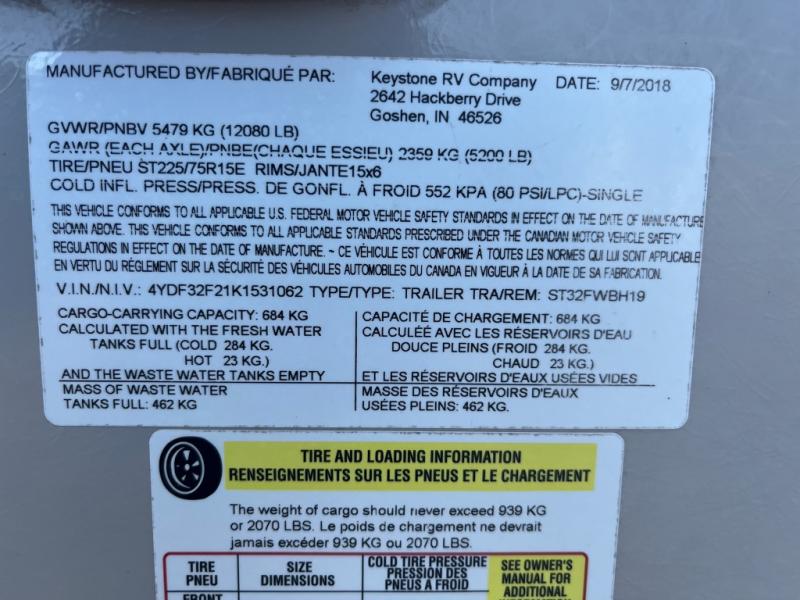 MANUFACTURED BY/FABRIQUÉ PAR: Keystone RV Company DATE: 9/7/2018
2642 Hackberry Drive
Goshen, IN 46526
GVWR/PNBV 5479 KG (12080 LB)
GAWR (EACH AXLE)/PNBE(CHAQUE ESSIEU) 2359 KG (5200 LB)
TIRE/PNEU ST225/75R15E RIMS/JANTE15x6
COLD INFL. PRESS/PRESS. DE GONFL. À FROID 552 KPA (80 PSI/LPC)-SINGLE
THIS VEHICLE CONFORMS TO ALL APPLICABLE U.S. FEDERAL MOTOR VEHICLE SAFETY STANDARDS IN EFFECT ON THE DATE OF MANUFACTURE
SHOWN ABOVE. THIS VEHICLE CONFORMS TO ALL APPLICABLE STANDARDS PRESCRIBED UNDER THE CANADIAN MOTOR VEHICLE SAFETY
REGULATIONS IN EFFECT ON THE DATE OF MANUFACTURE. ~ CE VÉHICULE EST CONFORME À TOUTES LES NORMES QUI LUI SONT APPLICABLE
EN VERTU DU RÉGLEMENT SUR LA SÉCURITÉ DES VÉHICULES AUTOMOBILES DU CANADA EN VIGUEUR À LA DATE DE SA FABRICATION.
V.I.N./N.I.V.: 4YDF32F21K1531062 TYPE/TYPE: TRAILER TRA/REM: ST32FWBH19
CARGO-CARRYING CAPACITY: 684 KG
CALCULATED WITH THE FRESH WATER
TANKS FULL (COLD 284 KG.
HOT 23 KG.)
AND THE WASTE WATER TANKS EMPTY
MASS OF WASTE WATER
TANKS FULL: 462 KG
CAPACITÉ DE CHARGEMENT: 684 KG
CALCULÉE AVEC LES RÉSERVOIRS D'EAU
DOUCE PLEINS (FROID 284 KG.
CHAUD 23 KG.)
ET LES RÉSERVOIRS D'EAUX USÉES VIDES
MASSE DES RÉSERVOIRS D'EAUX
USÉES PLEINS: 462 KG.
TIRE AND LOADING INFORMATION
RENSEIGNEMENTS SUR LES PNEUS ET LE CHARGEMENT
The weight of cargo should never exceed 939 KG
or 2070 LBS. Le poids de chargement ne devrait
jamais excéder 939 KG ou 2070 LBS.
TIRE
PNEU
SIZE
DIMENSIONS
COLD TIRE PRESSURE
PRESSION DES
PNEUS A FROID
SEE OWNER'S
MANUAL FOR
ADDITIONAL
INFORMATION
FRONT